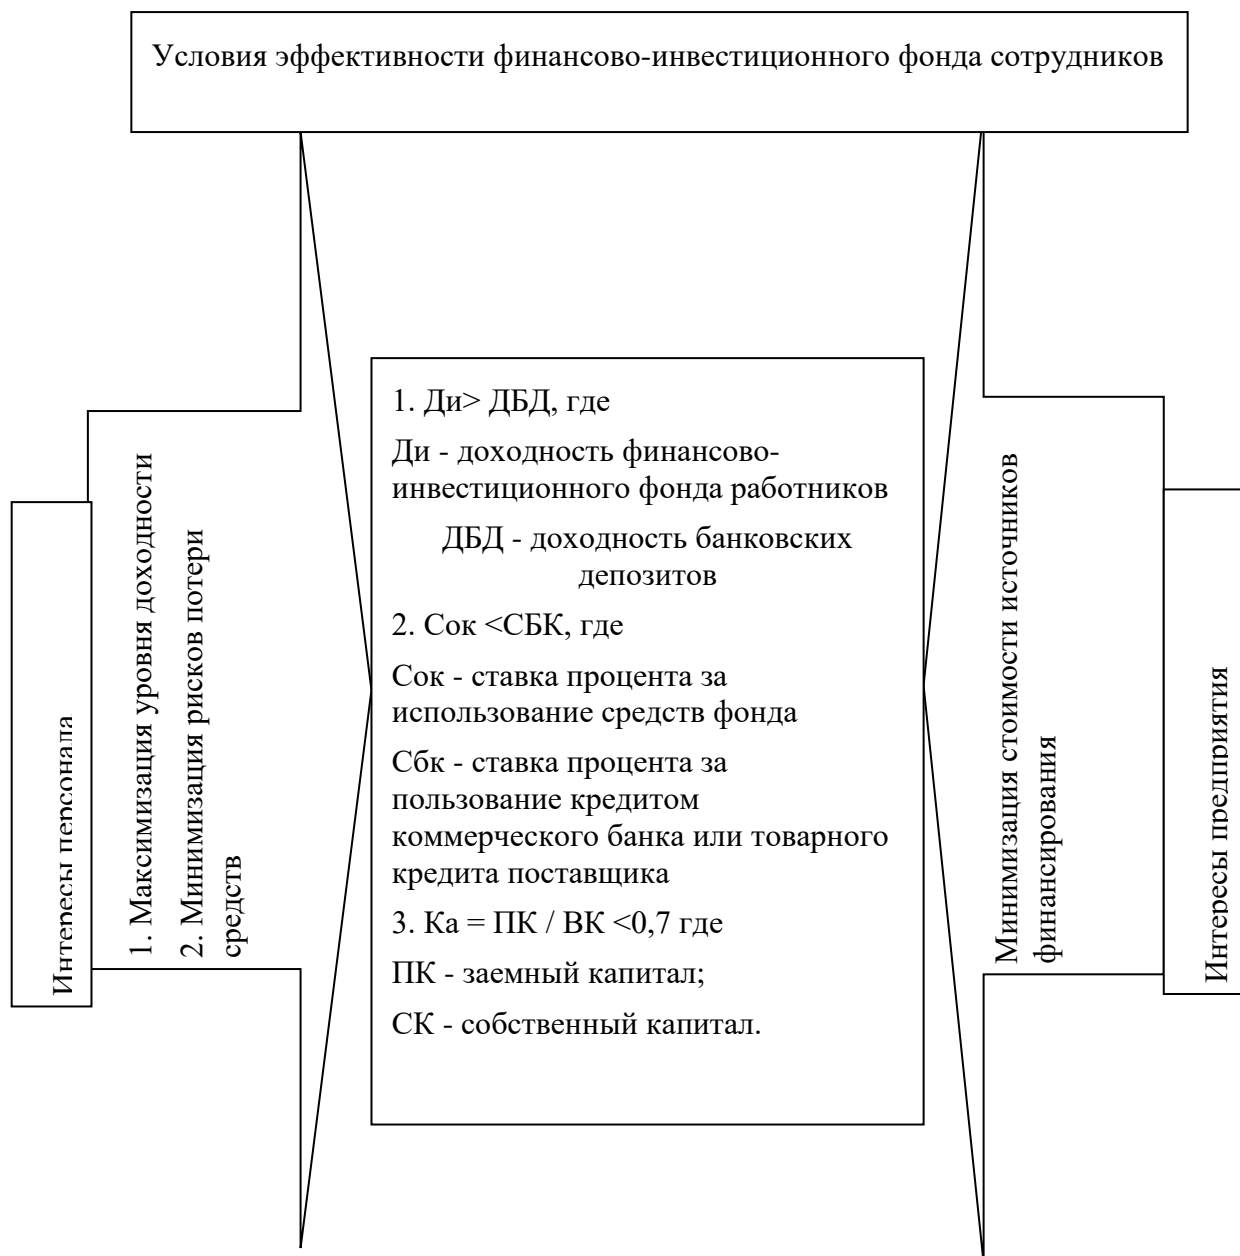 Условия эффективности финансово-инвестиционного фонда сотрудников
Интересы персонала
1. Максимизация уровня доходности
2. Минимизация рисков потери
средств
1. Ди> ДБД, где
Ди - доходность финансово-
инвестиционного фонда работников
ДБД - доходность банковских
депозитов
2. Сок <СБК, где
Сок - ставка процента за
использование средств фонда
Сбк - ставка процента за
пользование кредитом
коммерческого банка или товарного
кредита поставщика
3. Ка = ПК / ВК <0,7 где
ПК - заемный капитал;
СК - собственный капитал.
Минимизация стоимости источников
финансирования
Интересы предприятия